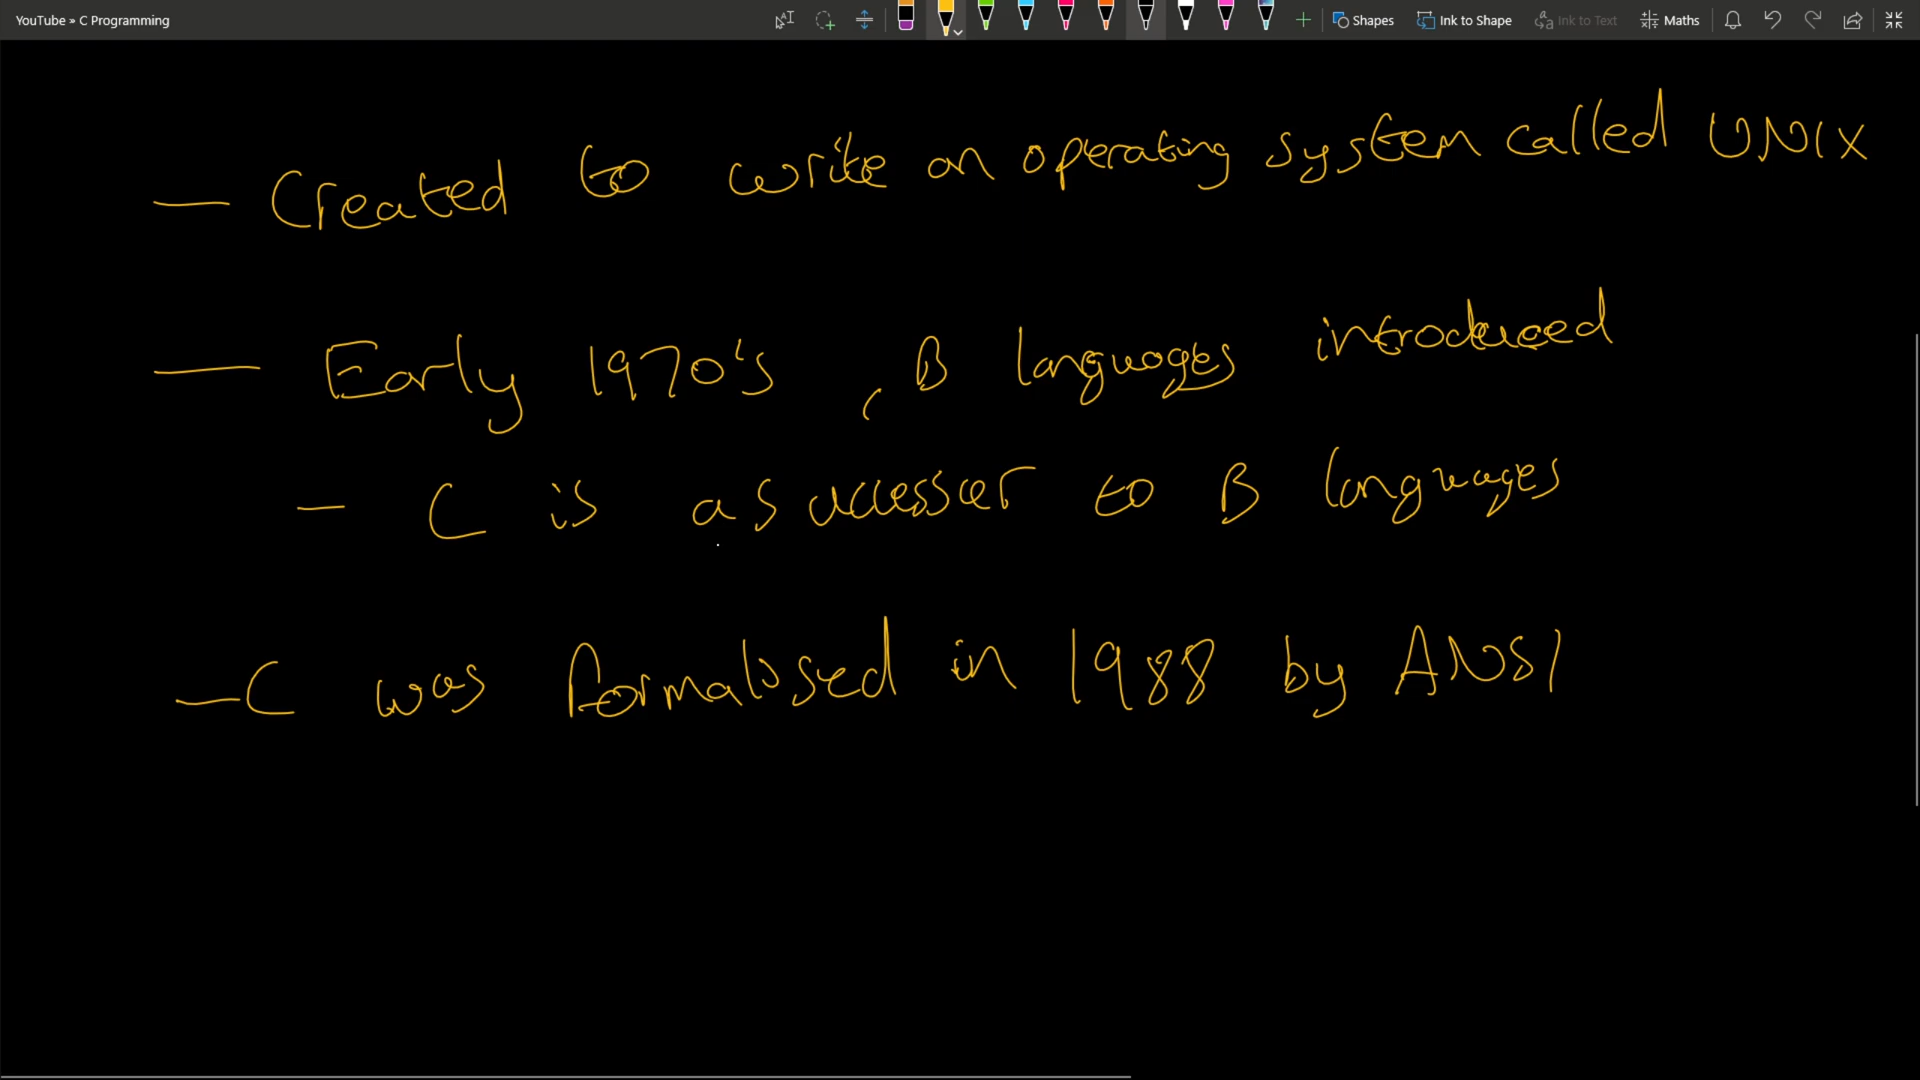 YouTube » C Programming
Shapes Ink to Shape Ink to Text Maths
— Created to write an operating system called UNIX
— Early 1970's , B languages introduced
— C is a successer to B languages
— C was formalised in 1988 by ANSI